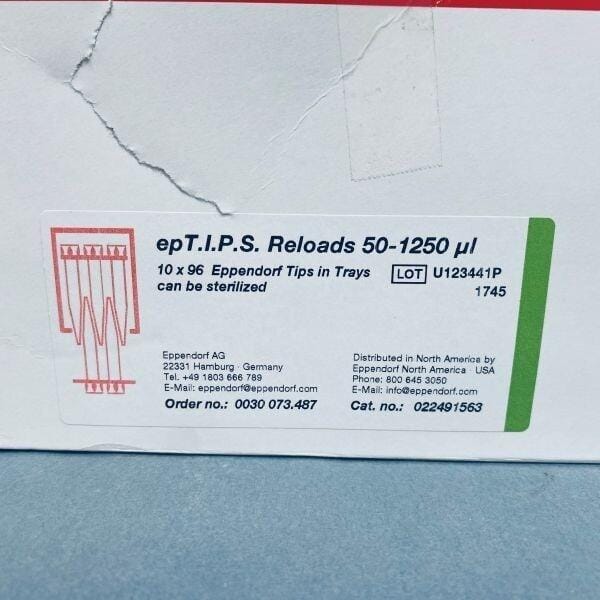 epT.I.P.S. Reloads 50-1250 µl
10 x 96 Eppendorf Tips in Trays
can be sterilized
LOT U123441P
1745
Eppendorf AG
22331 Hamburg · Germany
Tel. +49 1803 666 789
E-Mail: eppendorf@eppendorf.com
Order no.: 0030 073.487
Distributed in North America by
Eppendorf North America · USA
Phone: 800 645 3050
E-Mail: info@eppendorf.com
Cat. no.: 022491563